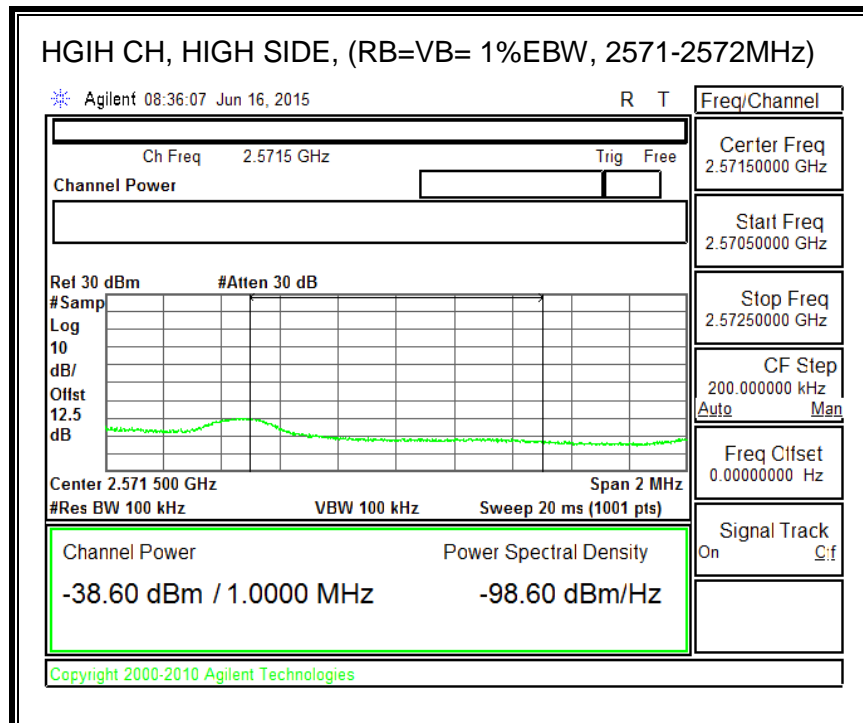 HGIH CH, HIGH SIDE, (RB=VB= 1%EBW, 2571-2572MHz)
Agilent 08:36:07 Jun 16, 2015 R T
Freq/Channel
Ch Freq 2.5715 GHz Trig Free
Channel Power
Center Freq
2.57150000 GHz
Start Freq
2.57050000 GHz
Stop Freq
2.57250000 GHz
CF Step
200.000000 kHz
Auto Man
Freq Offset
0.00000000 Hz
Signal Track
On Off
Ref 30 dBm #Atten 30 dB
#Samp
Log
10
dB/
Offst
12.5
dB
Center 2.571 500 GHz Span 2 MHz
#Res BW 100 kHz VBW 100 kHz Sweep 20 ms (1001 pts)
Channel Power Power Spectral Density
-38.60 dBm / 1.0000 MHz -98.60 dBm/Hz
Copyright 2000-2010 Agilent Technologies